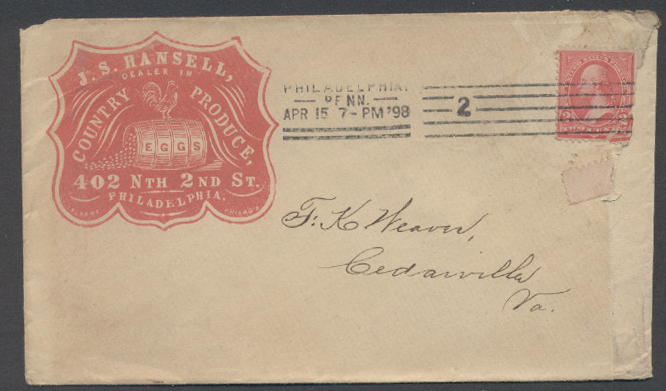 J. S. HANSELL,
DEALER IN
COUNTRY PRODUCE,
EGGS
402 NTH 2ND ST.
PHILADELPHIA.
PHILADELPHIA.
PENN.
APR 15 7-PM '98
2
F. K. Weaver,
Cedarville
Va.